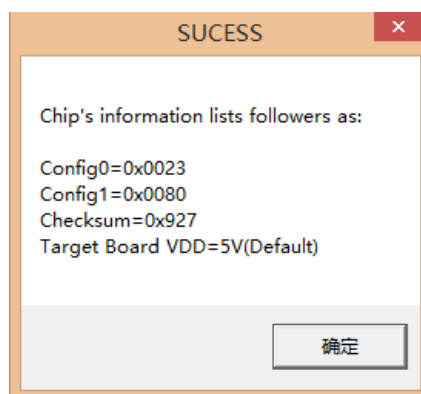 SUCESS
Chip's information lists followers as:
Config0=0x0023
Config1=0x0080
Checksum=0x927
Target Board VDD=5V(Default)
确定